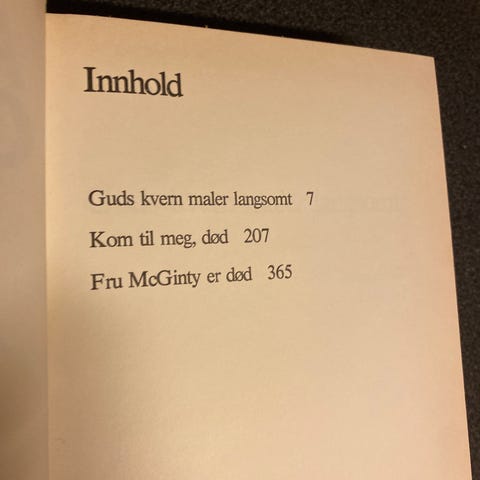 Innhold
Guds kvern maler langsomt 7
Kom til meg, død 207
Fru McGinty er død 365